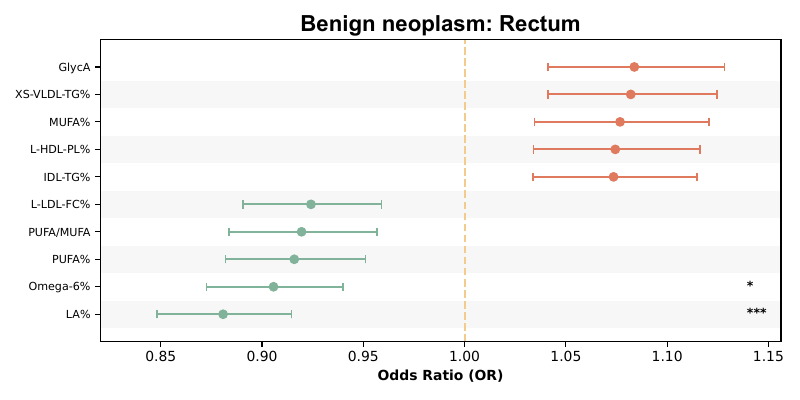 Benign neoplasm: Rectum
GlycA
XS-VLDL-TG%
MUFA%
L-HDL-PL%
IDL-TG%
L-LDL-FC%
PUFA/MUFA
PUFA%
Omega-6% *
LA% ***
0.85 0.90 0.95 1.00 1.05 1.10 1.15
Odds Ratio (OR)